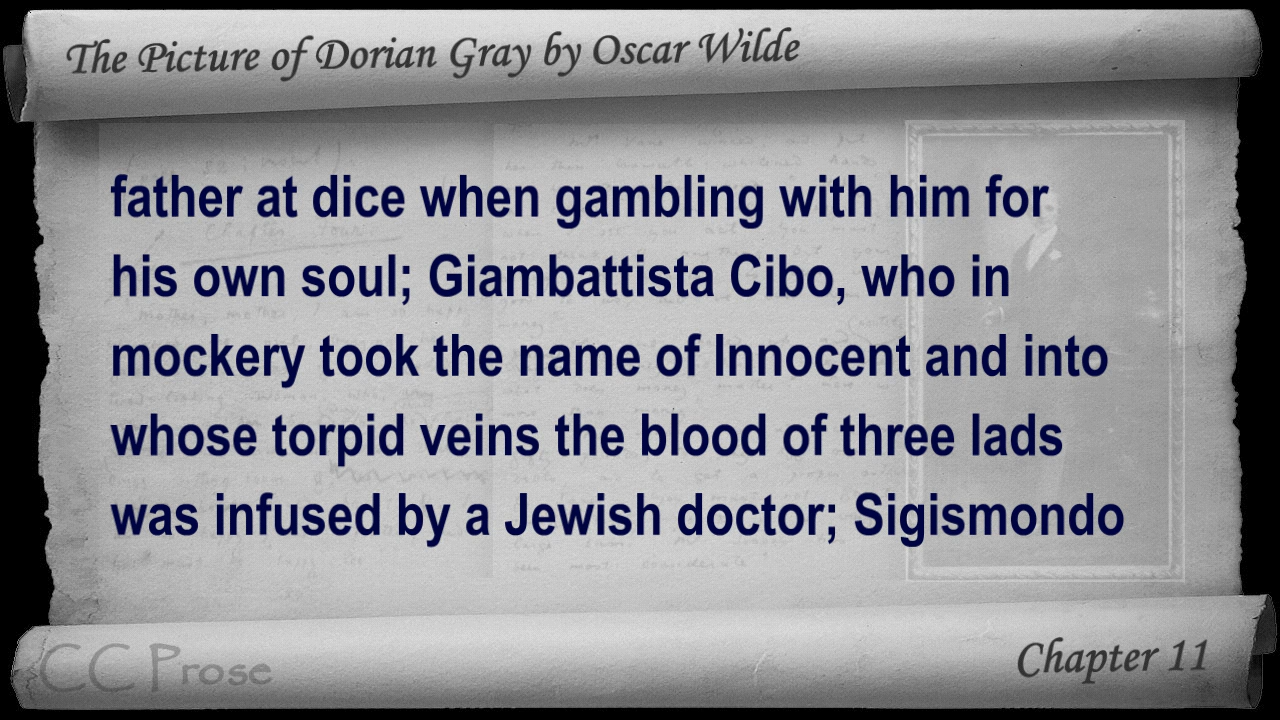 The Picture of Dorian Gray by Oscar Wilde
father at dice when gambling with him for
his own soul; Giambattista Cibo, who in
mockery took the name of Innocent and into
whose torpid veins the blood of three lads
was infused by a Jewish doctor; Sigismondo
CC Prose
Chapter 11